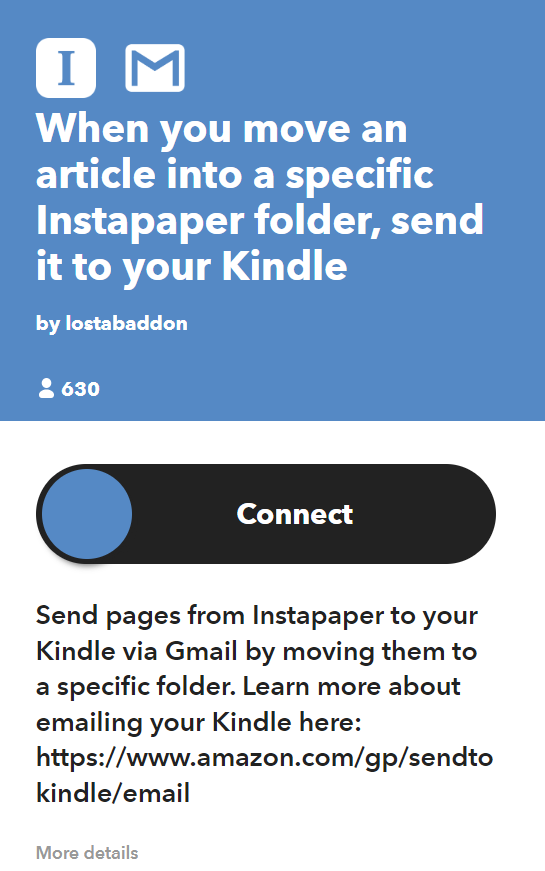 I
When you move an
article into a specific
Instapaper folder, send
it to your Kindle
by lostabaddon
630
Connect
Send pages from Instapaper to your
Kindle via Gmail by moving them to
a specific folder. Learn more about
emailing your Kindle here:
https://www.amazon.com/gp/sendto
kindle/email
More details